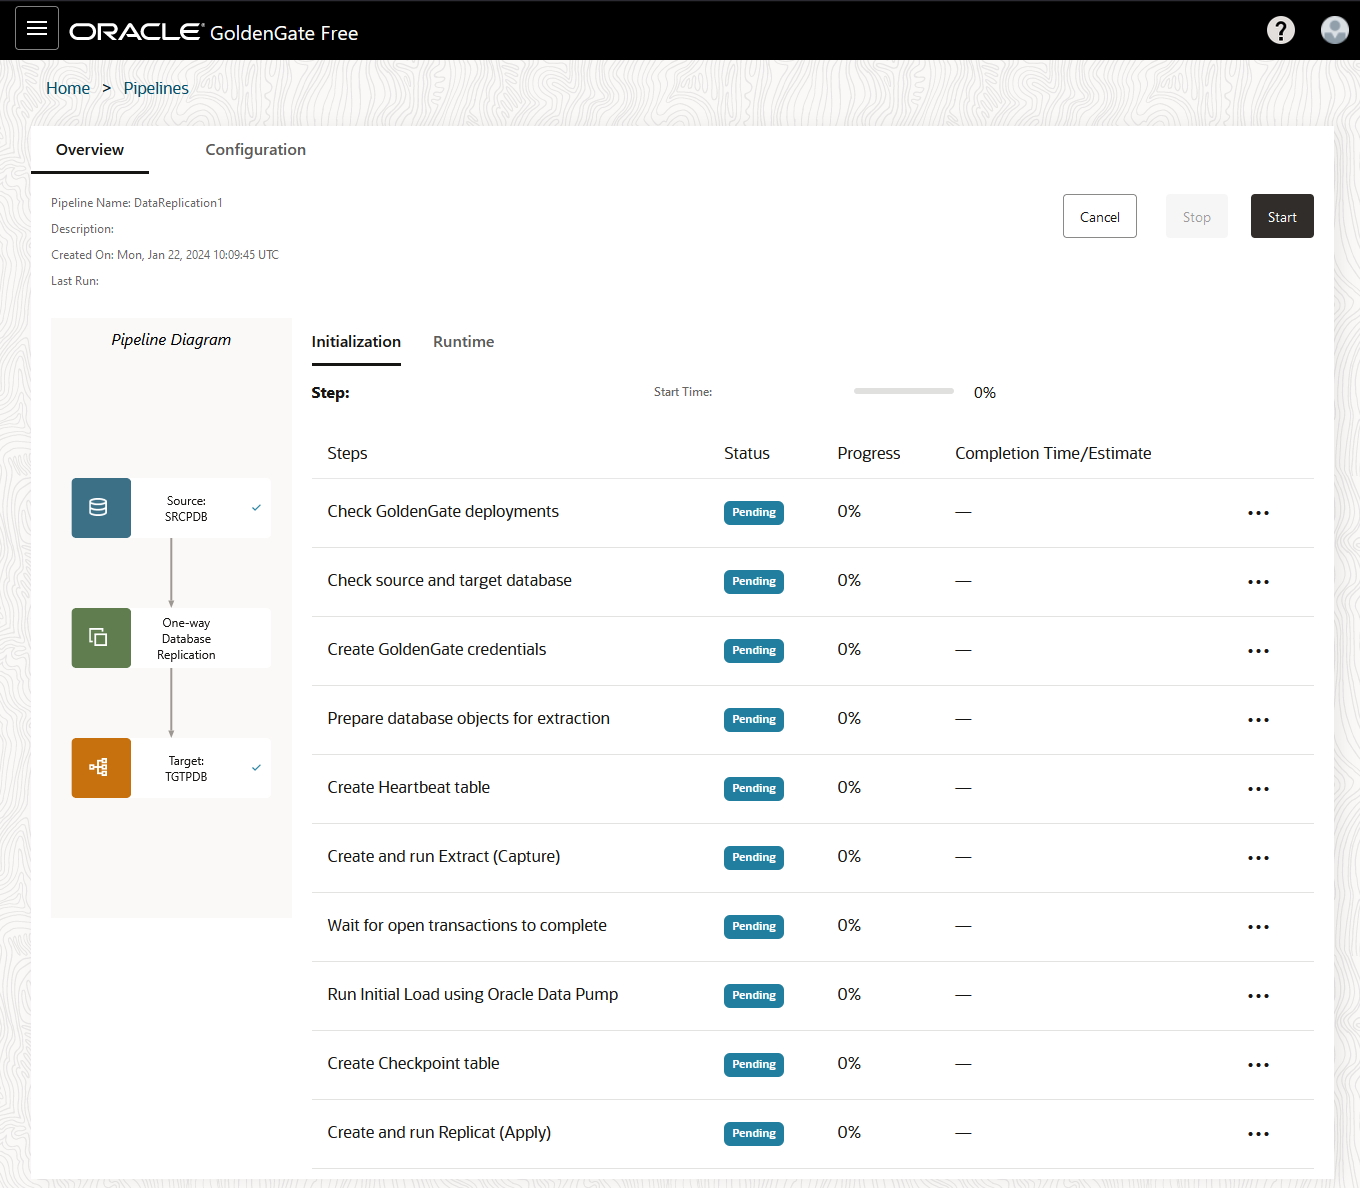 ORACLE® GoldenGate Free
?
Home > Pipelines
Overview Configuration
Pipeline Name: DataReplication1
Description:
Created On: Mon, Jan 22, 2024 10:09:45 UTC
Last Run:
Cancel Stop Start
Pipeline Diagram
Source:
SRCPDB
One-way
Database
Replication
Target:
TGTPDB
Initialization Runtime
Step: Start Time: 0%
Steps Status Progress Completion Time/Estimate
Check GoldenGate deployments Pending 0% — •••
Check source and target database Pending 0% — •••
Create GoldenGate credentials Pending 0% — •••
Prepare database objects for extraction Pending 0% — •••
Create Heartbeat table Pending 0% — •••
Create and run Extract (Capture) Pending 0% — •••
Wait for open transactions to complete Pending 0% — •••
Run Initial Load using Oracle Data Pump Pending 0% — •••
Create Checkpoint table Pending 0% — •••
Create and run Replicat (Apply) Pending 0% — •••